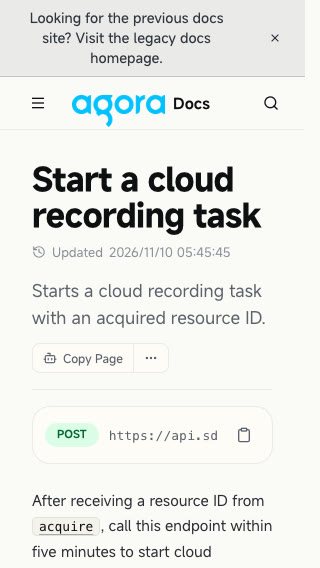 Looking for the previous docs
site? Visit the legacy docs
homepage.
agora Docs
Start a cloud
recording task
Updated 2026/11/10 05:45:45
Starts a cloud recording task
with an acquired resource ID.
Copy Page
POST https://api.sd
After receiving a resource ID from
acquire, call this endpoint within
five minutes to start cloud